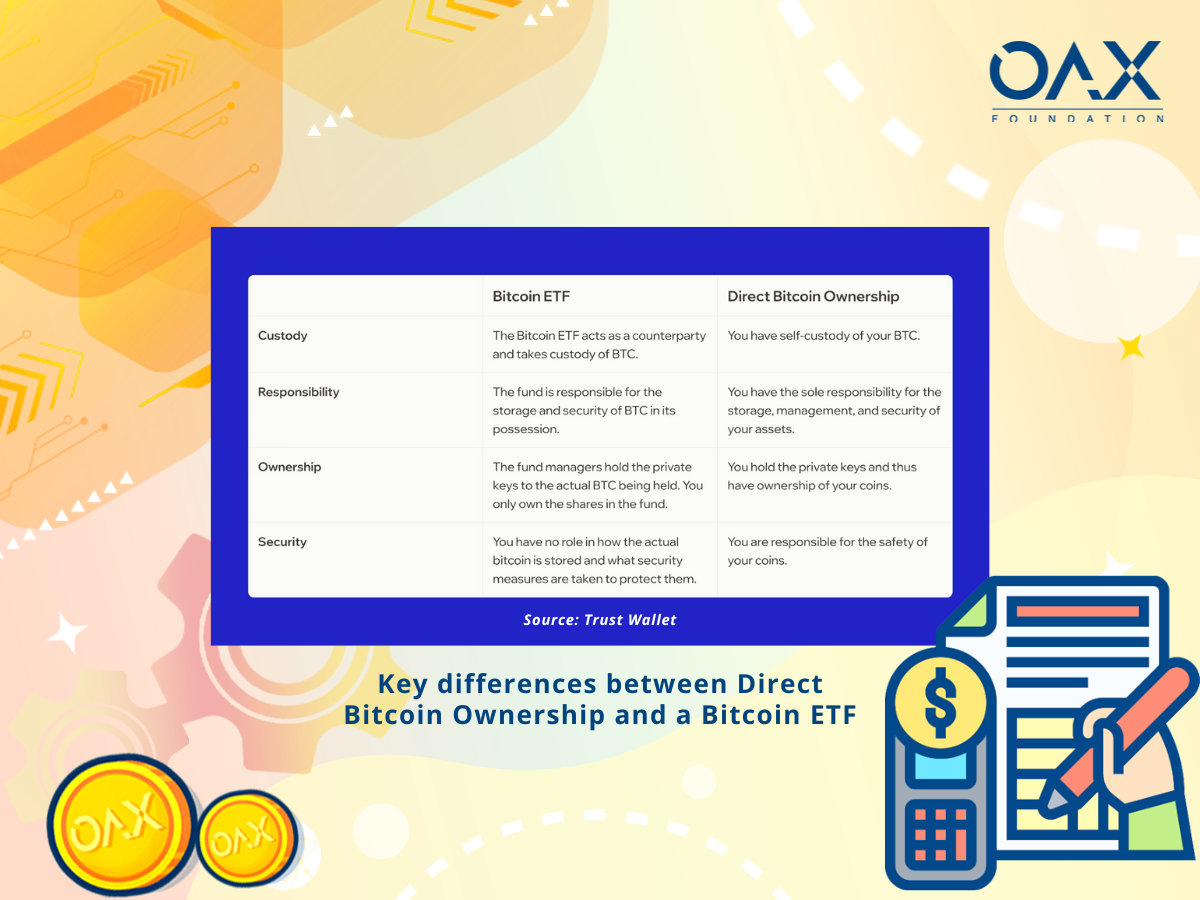 OAX
FOUNDATION
Bitcoin ETF
Direct Bitcoin Ownership
Custody
The Bitcoin ETF acts as a counterparty
and takes custody of BTC.
You have self-custody of your BTC.
Responsibility
The fund is responsible for the
storage and security of BTC in its
possession.
You have the sole responsibility for the
storage, management, and security of
your assets.
Ownership
The fund managers hold the private
keys to the actual BTC being held. You
only own the shares in the fund.
You hold the private keys and thus
have ownership of your coins.
Security
You have no role in how the actual
bitcoin is stored and what security
measures are taken to protect them.
You are responsible for the safety of
your coins.
Source: Trust Wallet
Key differences between Direct
Bitcoin Ownership and a Bitcoin ETF
$
OAX
OAX